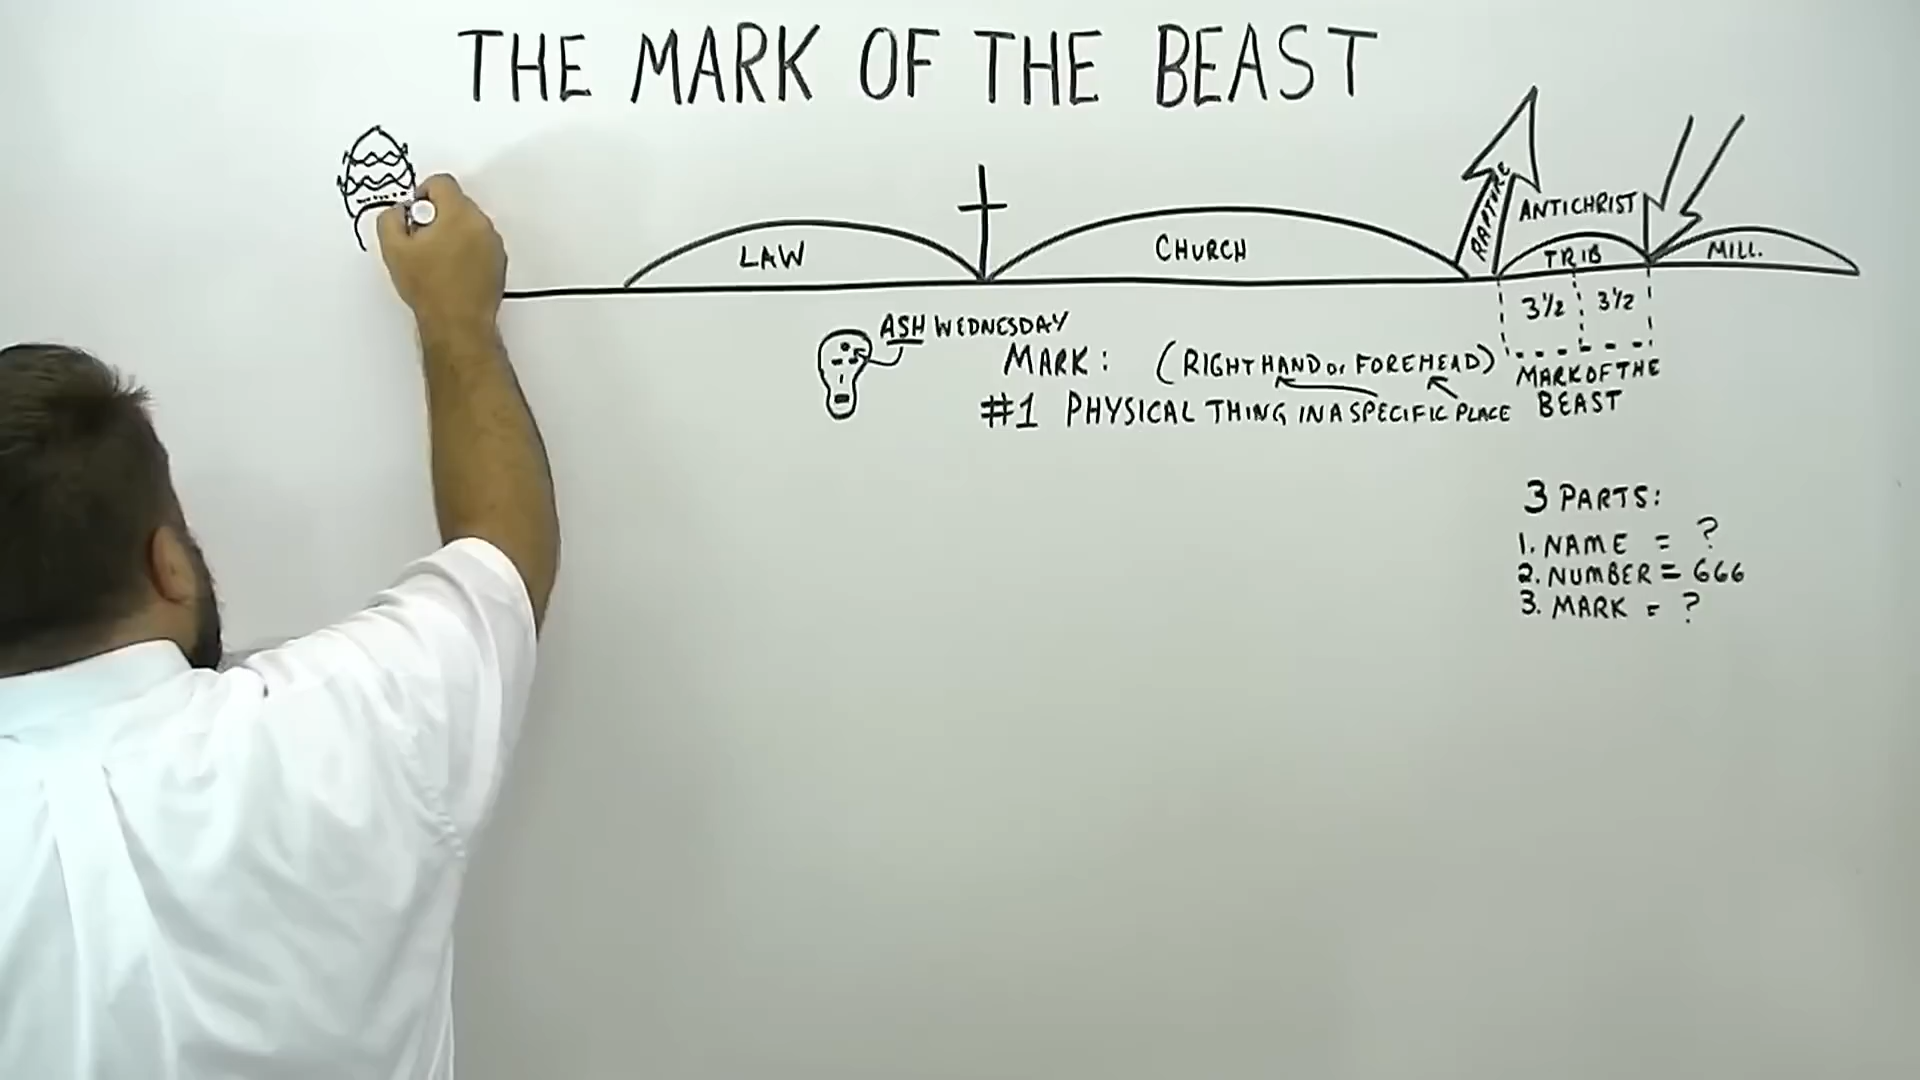 THE MARK OF THE BEAST
RAPTURE
ANTICHRIST
LAW
CHURCH
TRIB
MILL.
3½ 3½
ASH WEDNESDAY
MARK: (RIGHT HAND or FOREHEAD)
#1 PHYSICAL THING IN A SPECIFIC PLACE
MARK OF THE
BEAST
3 PARTS:
1. NAME = ?
2. NUMBER = 666
3. MARK = ?